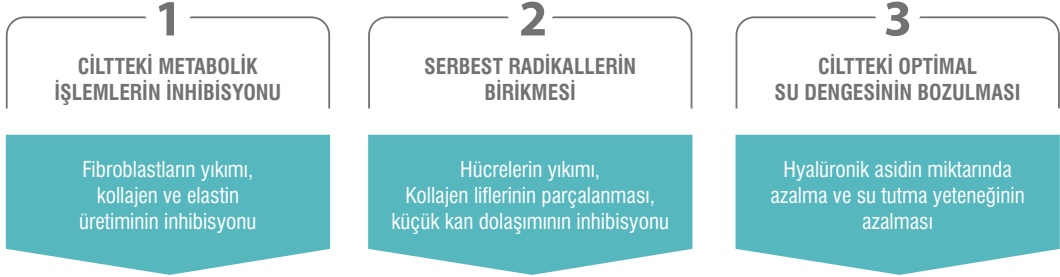 1
CİLTTEKİ METABOLİK
İŞLEMLERİN İNHİBİSYONU
Fibroblastların yıkımı,
kollajen ve elastin
üretiminin inhibisyonu
2
SERBEST RADİKALLERİN
BİRİKMESİ
Hücrelerin yıkımı,
Kollajen liflerinin parçalanması,
küçük kan dolaşımının inhibisyonu
3
CİLTTEKİ OPTİMAL
SU DENGESİNİN BOZULMASI
Hyalüronik asidin miktarında
azalma ve su tutma yeteneğinin
azalması